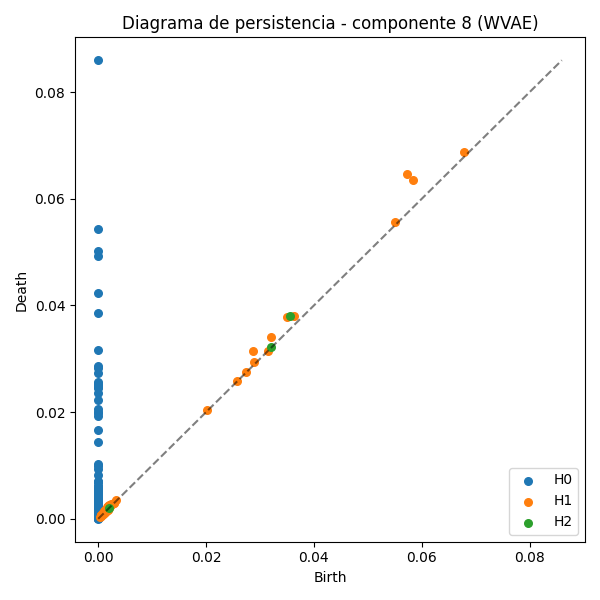 Diagrama de persistencia - componente 8 (WVAE)
Death
0.08
0.06
0.04
0.02
0.00
0.00 0.02 0.04 0.06 0.08
Birth
H0
H1
H2